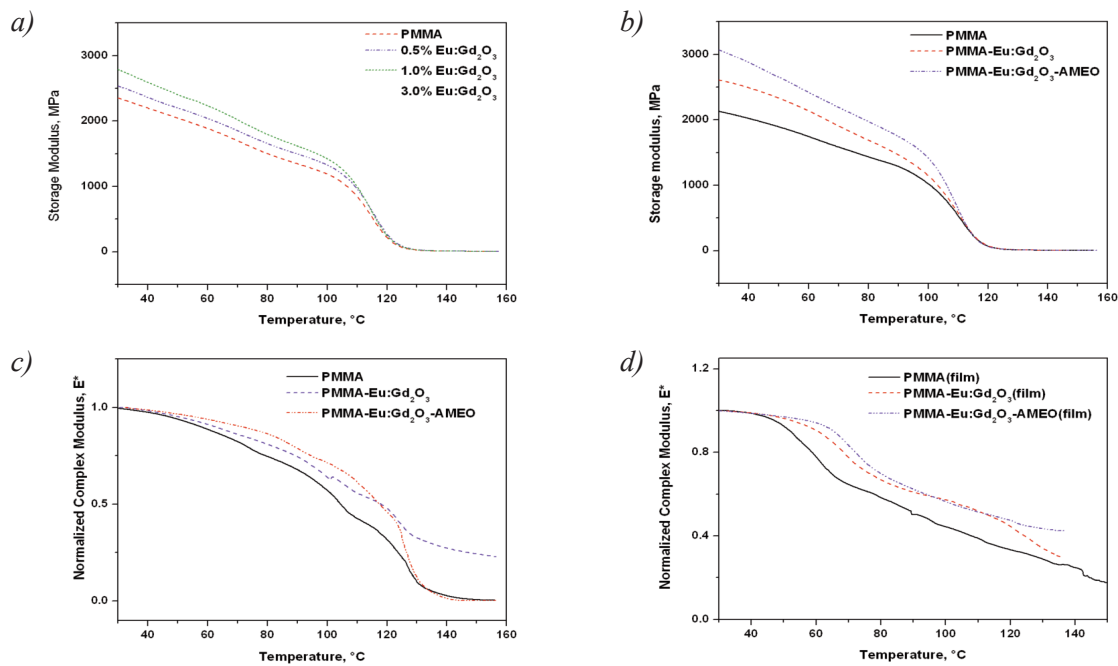 a)
PMMA
0.5% Eu:Gd₂O₃
1.0% Eu:Gd₂O₃
3.0% Eu:Gd₂O₃
Storage Modulus, MPa
3000
2000
1000
0
40 60 80 100 120 140 160
Temperature, °C
b)
PMMA
PMMA-Eu:Gd₂O₃
PMMA-Eu:Gd₂O₃-AMEO
Storage modulus, MPa
3000
2000
1000
0
40 60 80 100 120 140 160
Temperature, °C
c)
PMMA
PMMA-Eu:Gd₂O₃
PMMA-Eu:Gd₂O₃-AMEO
Normalized Complex Modulus, E*
1.0
0.5
0.0
40 60 80 100 120 140 160
Temperature, °C
d)
PMMA(film)
PMMA-Eu:Gd₂O₃(film)
PMMA-Eu:Gd₂O₃-AMEO(film)
Normalized Complex Modulus, E*
1.2
0.8
0.4
0.0
40 60 80 100 120 140
Temperature, °C